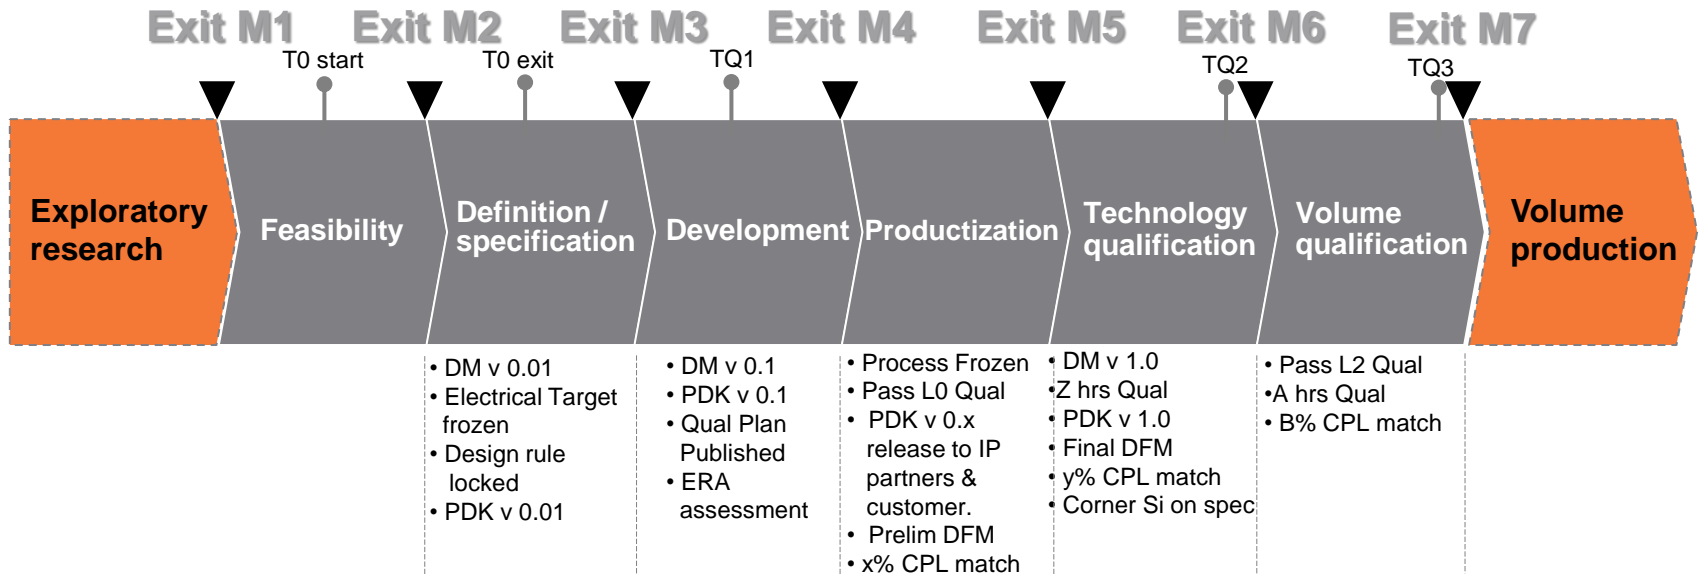 Exit M1
Exit M2
Exit M3
Exit M4
Exit M5
Exit M6
Exit M7
T0 start
T0 exit
TQ1
TQ2
TQ3
Exploratory
research
Feasibility
Definition /
specification
Development
Productization
Technology
qualification
Volume
qualification
Volume
production
• DM v 0.01
• Electrical Target
frozen
• Design rule
locked
• PDK v 0.01
• DM v 0.1
• PDK v 0.1
• Qual Plan
Published
• ERA
assessment
• Process Frozen
• Pass L0 Qual
• PDK v 0.x
release to IP
partners &
customer.
• Prelim DFM
• x% CPL match
• DM v 1.0
•Z hrs Qual
• PDK v 1.0
• Final DFM
• y% CPL match
• Corner Si on spec
• Pass L2 Qual
•A hrs Qual
• B% CPL match